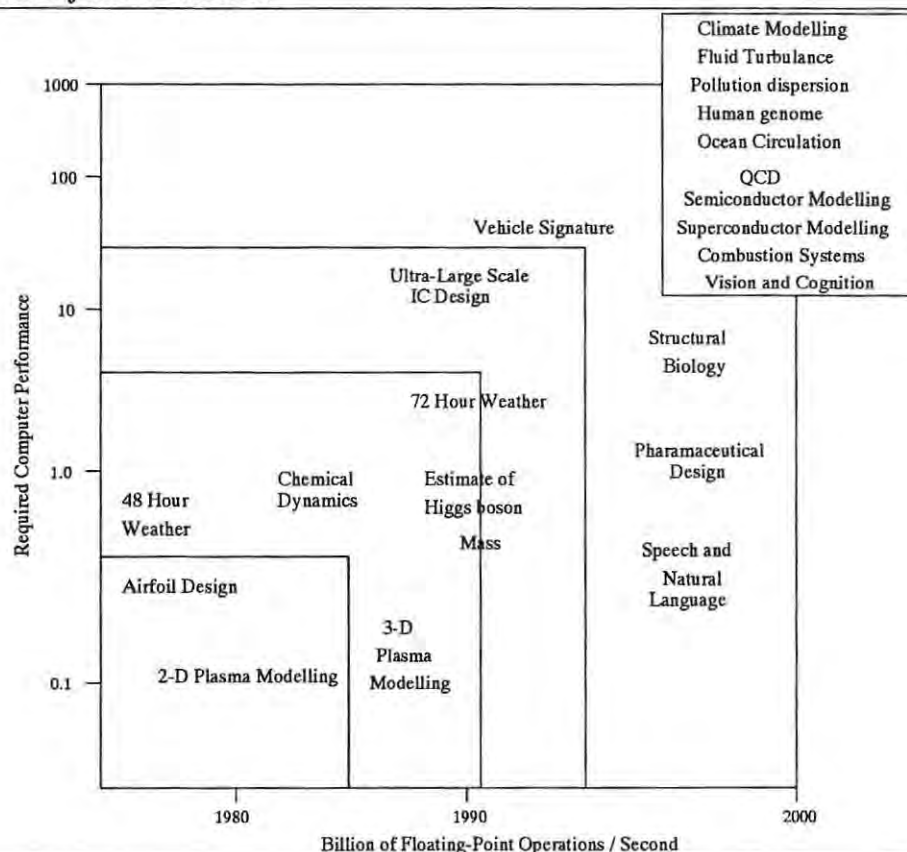 Climate Modelling
Fluid Turbulance
Pollution dispersion
Human genome
Ocean Circulation
QCD
Semiconductor Modelling
Superconductor Modelling
Combustion Systems
Vision and Cognition
1000
100
10
1.0
0.1
Required Computer Performance
Vehicle Signature
Ultra-Large Scale
IC Design
72 Hour Weather
Structural
Biology
Pharamaceutical
Design
Chemical
Dynamics
Estimate of
Higgs boson
Mass
48 Hour
Weather
Speech and
Natural
Language
Airfoil Design
3-D
Plasma
Modelling
2-D Plasma Modelling
1980
1990
2000
Billion of Floating-Point Operations / Second